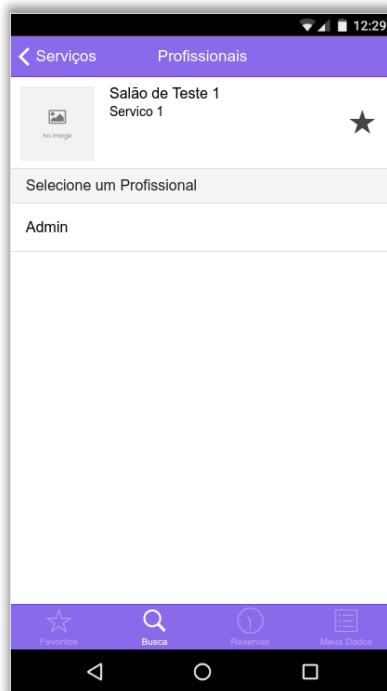 12:29
Serviços
Profissionais
Salão de Teste 1
Servico 1
no image
Selecione um Profissional
Admin
Favoritos
Busca
Reservas
Meus Dados